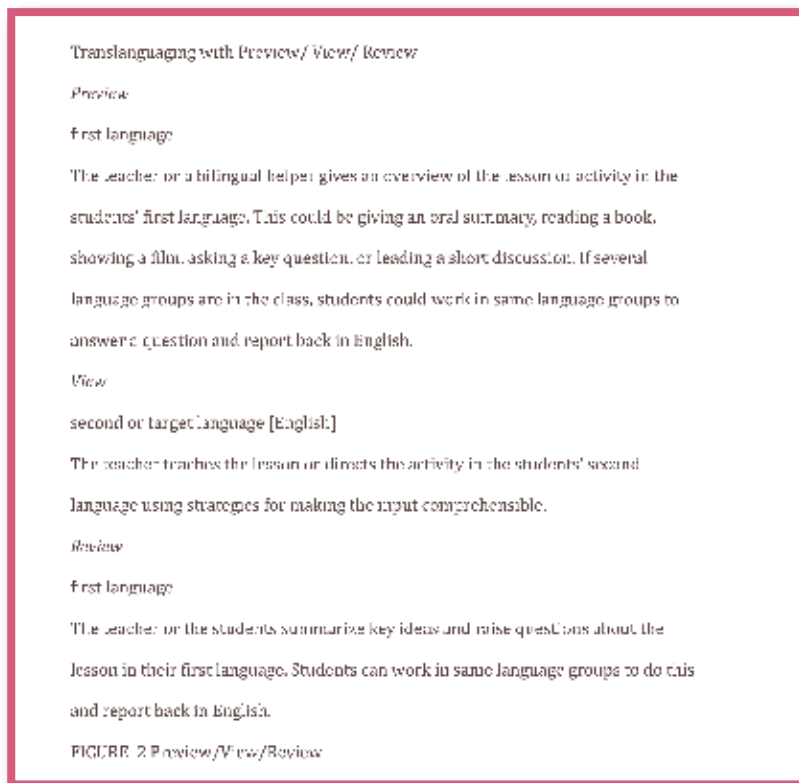 Translanguaging with Preview/ View/ Review
Preview
first language
The teacher or a bilingual helper gives an overview of the lesson or activity in the
students' first language. This could be giving an oral summary, reading a book,
showing a film, asking a key question, or leading a short discussion. If several
language groups are in the class, students could work in same language groups to
answer a question and report back in English.
View
second or target language [English]
The teacher teaches the lesson or directs the activity in the students' second
language using strategies for making the input comprehensible.
Review
first language
The teacher or the students summarize key ideas and raise questions about the
lesson in their first language. Students can work in same language groups to do this
and report back in English.
FIGURE 2 Preview/View/Review